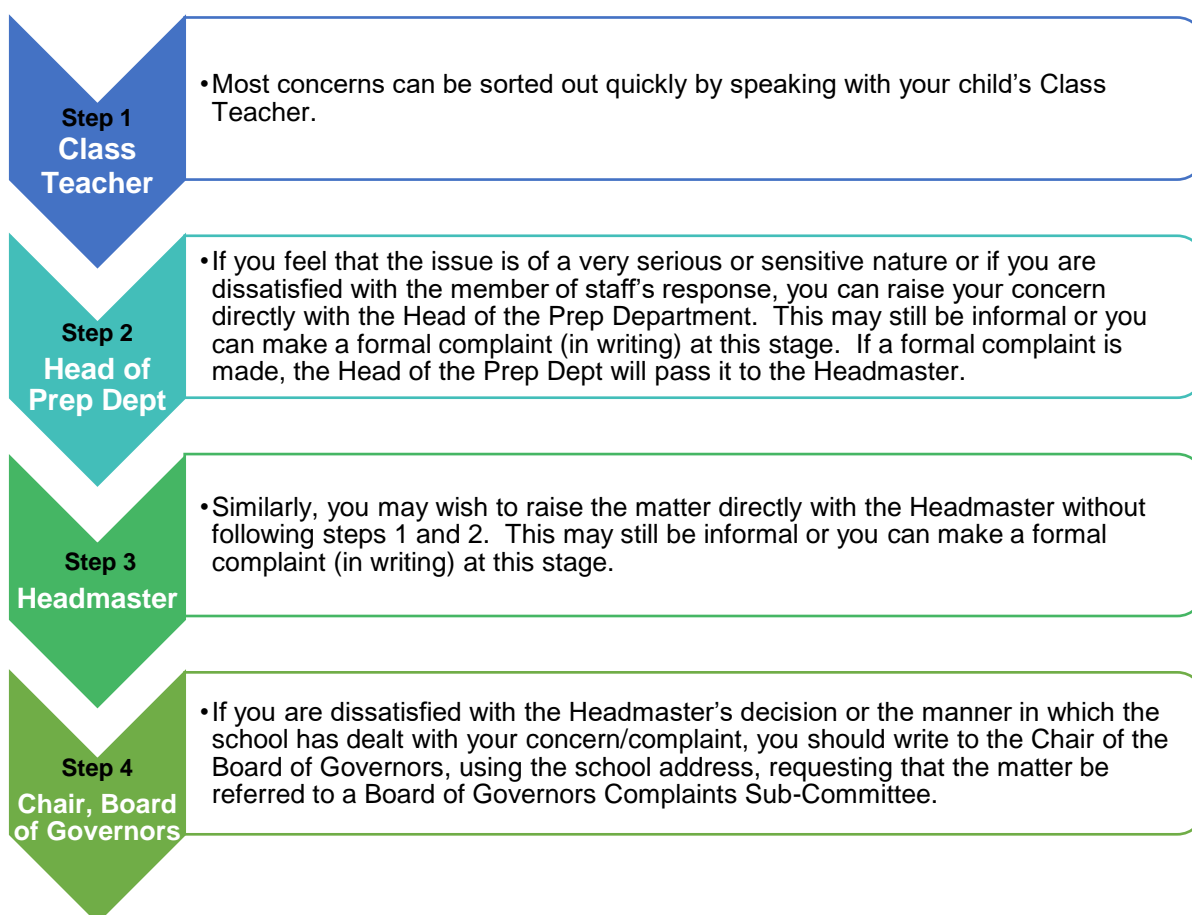 Step 1
Class
Teacher
•Most concerns can be sorted out quickly by speaking with your child’s Class
Teacher.
Step 2
Head of
Prep Dept
•If you feel that the issue is of a very serious or sensitive nature or if you are
dissatisfied with the member of staff’s response, you can raise your concern
directly with the Head of the Prep Department.  This may still be informal or you
can make a formal complaint (in writing) at this stage.  If a formal complaint is
made, the Head of the Prep Dept will pass it to the Headmaster.
Step 3
Headmaster
•Similarly, you may wish to raise the matter directly with the Headmaster without
following steps 1 and 2.  This may still be informal or you can make a formal
complaint (in writing) at this stage.
Step 4
Chair, Board
of Governors
•If you are dissatisfied with the Headmaster’s decision or the manner in which the
school has dealt with your concern/complaint, you should write to the Chair of the
Board of Governors, using the school address, requesting that the matter be
referred to a Board of Governors Complaints Sub-Committee.